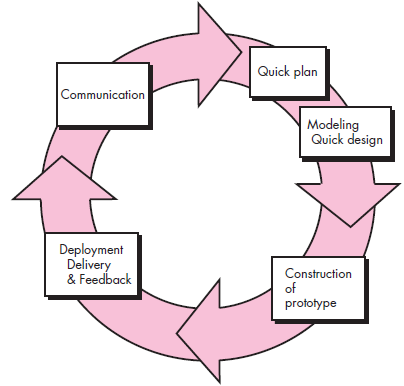 Communication
Quick plan
Modeling
Quick design
Construction
of
prototype
Deployment
Delivery
& Feedback